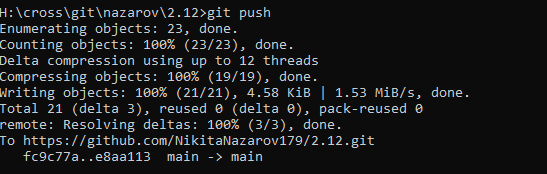 H:\cross\git\nazarov\2.12>git push
Enumerating objects: 23, done.
Counting objects: 100% (23/23), done.
Delta compression using up to 12 threads
Compressing objects: 100% (19/19), done.
Writing objects: 100% (21/21), 4.58 KiB | 1.53 MiB/s, done.
Total 21 (delta 3), reused 0 (delta 0), pack-reused 0
remote: Resolving deltas: 100% (3/3), done.
To https://github.com/NikitaNazarov179/2.12.git
   fc9c77a..e8aa113  main -> main